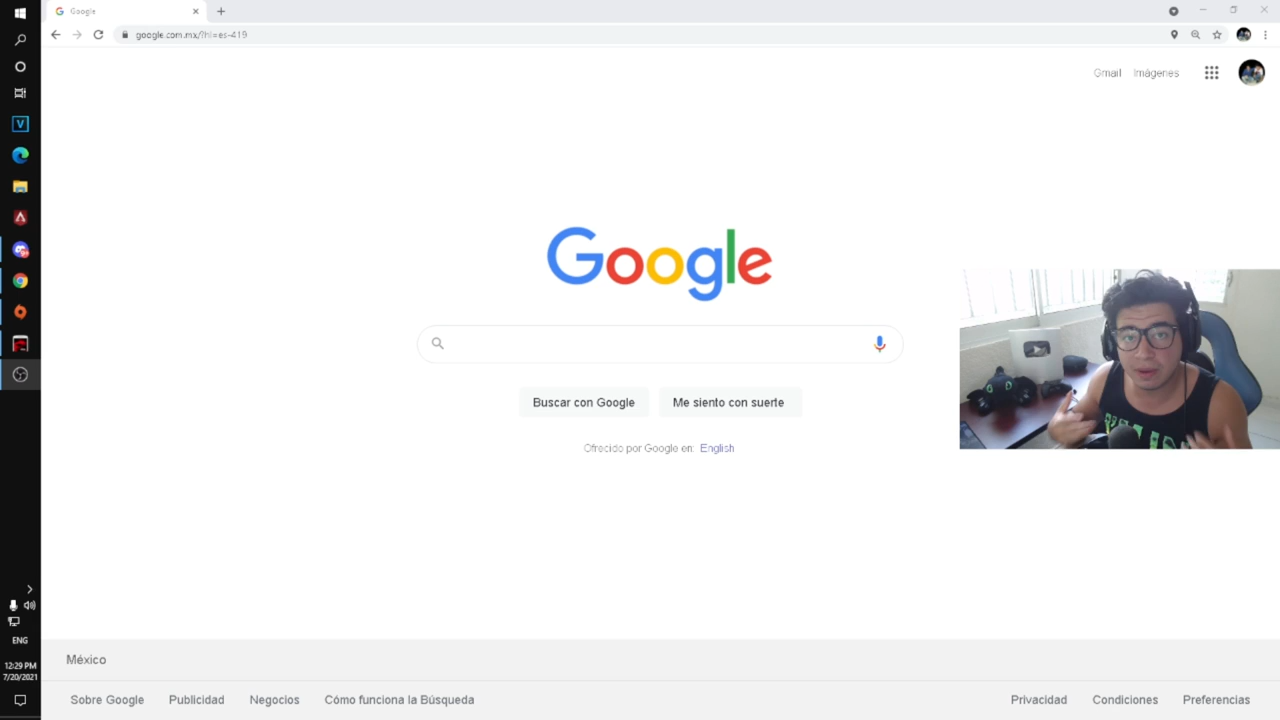 Google
google.com.mx/?hl=es-419
Gmail Imágenes
Google
Buscar con Google Me siento con suerte
Ofrecido por Google en: English
ENG
12:29 PM
7/20/2021
México
Sobre Google Publicidad Negocios Cómo funciona la Búsqueda Privacidad Condiciones Preferencias